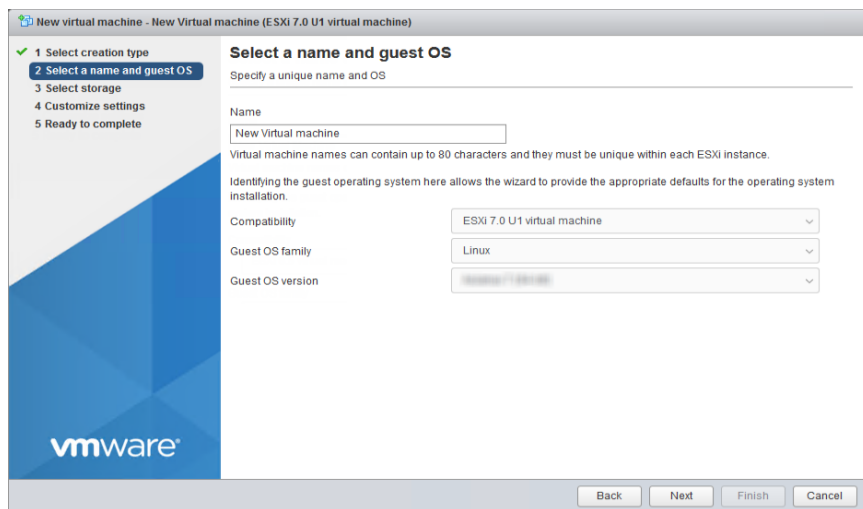 New virtual machine - New Virtual machine (ESXi 7.0 U1 virtual machine)
1 Select creation type
2 Select a name and guest OS
3 Select storage
4 Customize settings
5 Ready to complete
Select a name and guest OS
Specify a unique name and OS
Name
New Virtual machine
Virtual machine names can contain up to 80 characters and they must be unique within each ESXi instance.
Identifying the guest operating system here allows the wizard to provide the appropriate defaults for the operating system
installation.
Compatibility ESXi 7.0 U1 virtual machine
Guest OS family Linux
Guest OS version
vmware
Back Next Finish Cancel